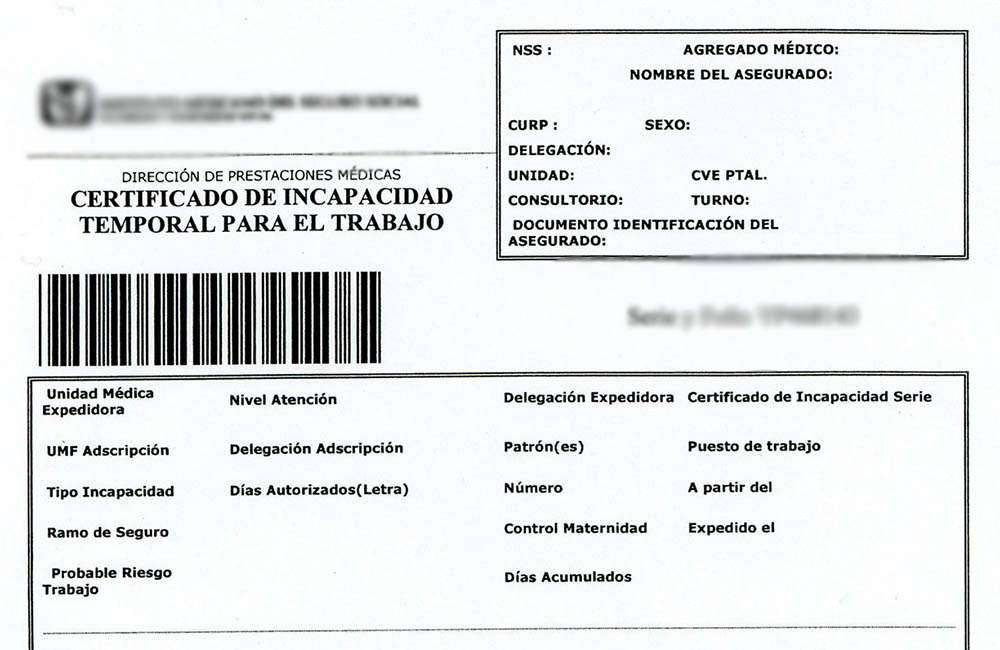 NSS : AGREGADO MÉDICO:
NOMBRE DEL ASEGURADO:
CURP : SEXO:
DELEGACIÓN:
UNIDAD: CVE PTAL.
CONSULTORIO: TURNO:
DOCUMENTO IDENTIFICACIÓN DEL
ASEGURADO:
DIRECCIÓN DE PRESTACIONES MÉDICAS
CERTIFICADO DE INCAPACIDAD
TEMPORAL PARA EL TRABAJO
Unidad Médica
Expedidora
Nivel Atención
Delegación Expedidora
Certificado de Incapacidad Serie
UMF Adscripción
Delegación Adscripción
Patrón(es)
Puesto de trabajo
Tipo Incapacidad
Días Autorizados(Letra)
Número
A partir del
Ramo de Seguro
Control Maternidad
Expedido el
Probable Riesgo
Trabajo
Días Acumulados